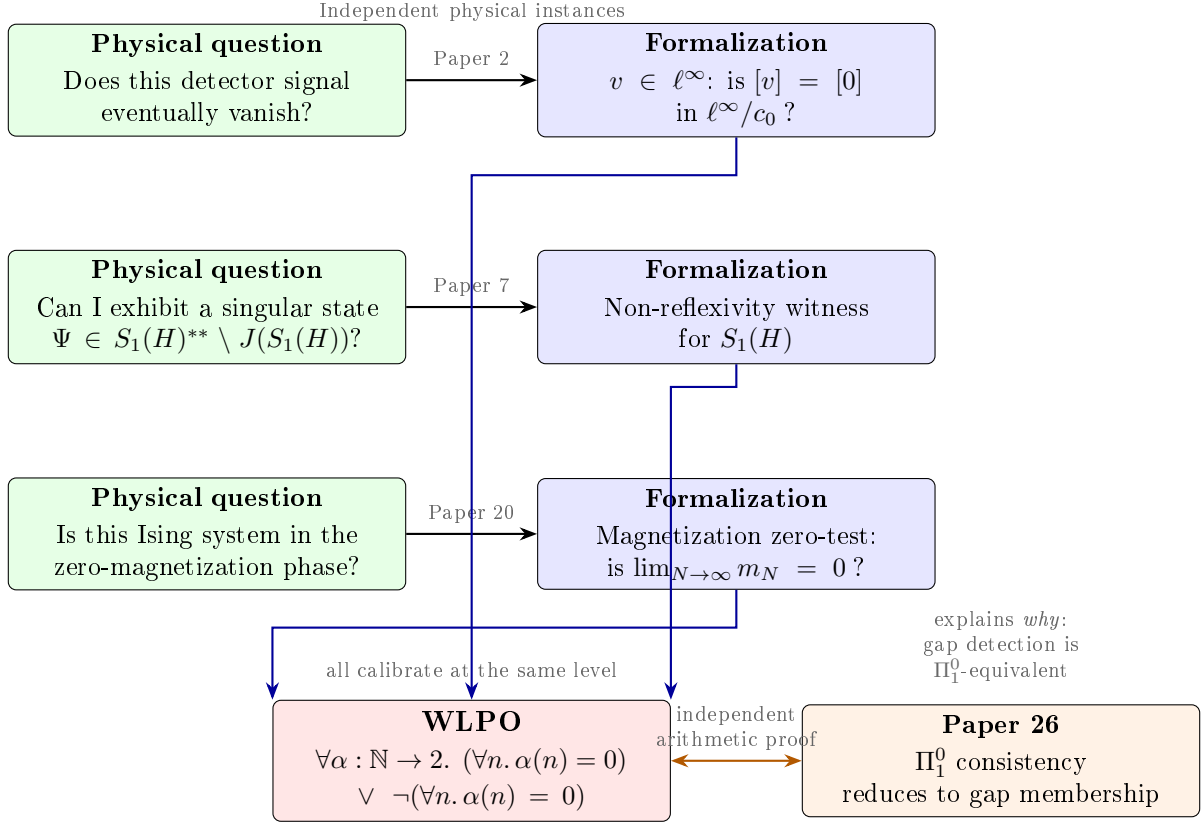 Independent physical instances
Physical question
Does this detector signal
eventually vanish?
Paper 2
Formalization
v ∈ ℓ^∞: is [v] = [0]
in ℓ^∞/c_0 ?
Physical question
Can I exhibit a singular state
Ψ ∈ S_1(H)** \ J(S_1(H))?
Paper 7
Formalization
Non-reflexivity witness
for S_1(H)
Physical question
Is this Ising system in the
zero-magnetization phase?
Paper 20
Formalization
Magnetization zero-test:
is lim_{N→∞} m_N = 0 ?
explains why:
gap detection is
Π^0_1-equivalent
all calibrate at the same level
WLPO
∀α : ℕ → 2. (∀n. α(n) = 0)
∨ ¬(∀n. α(n) = 0)
independent
arithmetic proof
Paper 26
Π^0_1 consistency
reduces to gap membership